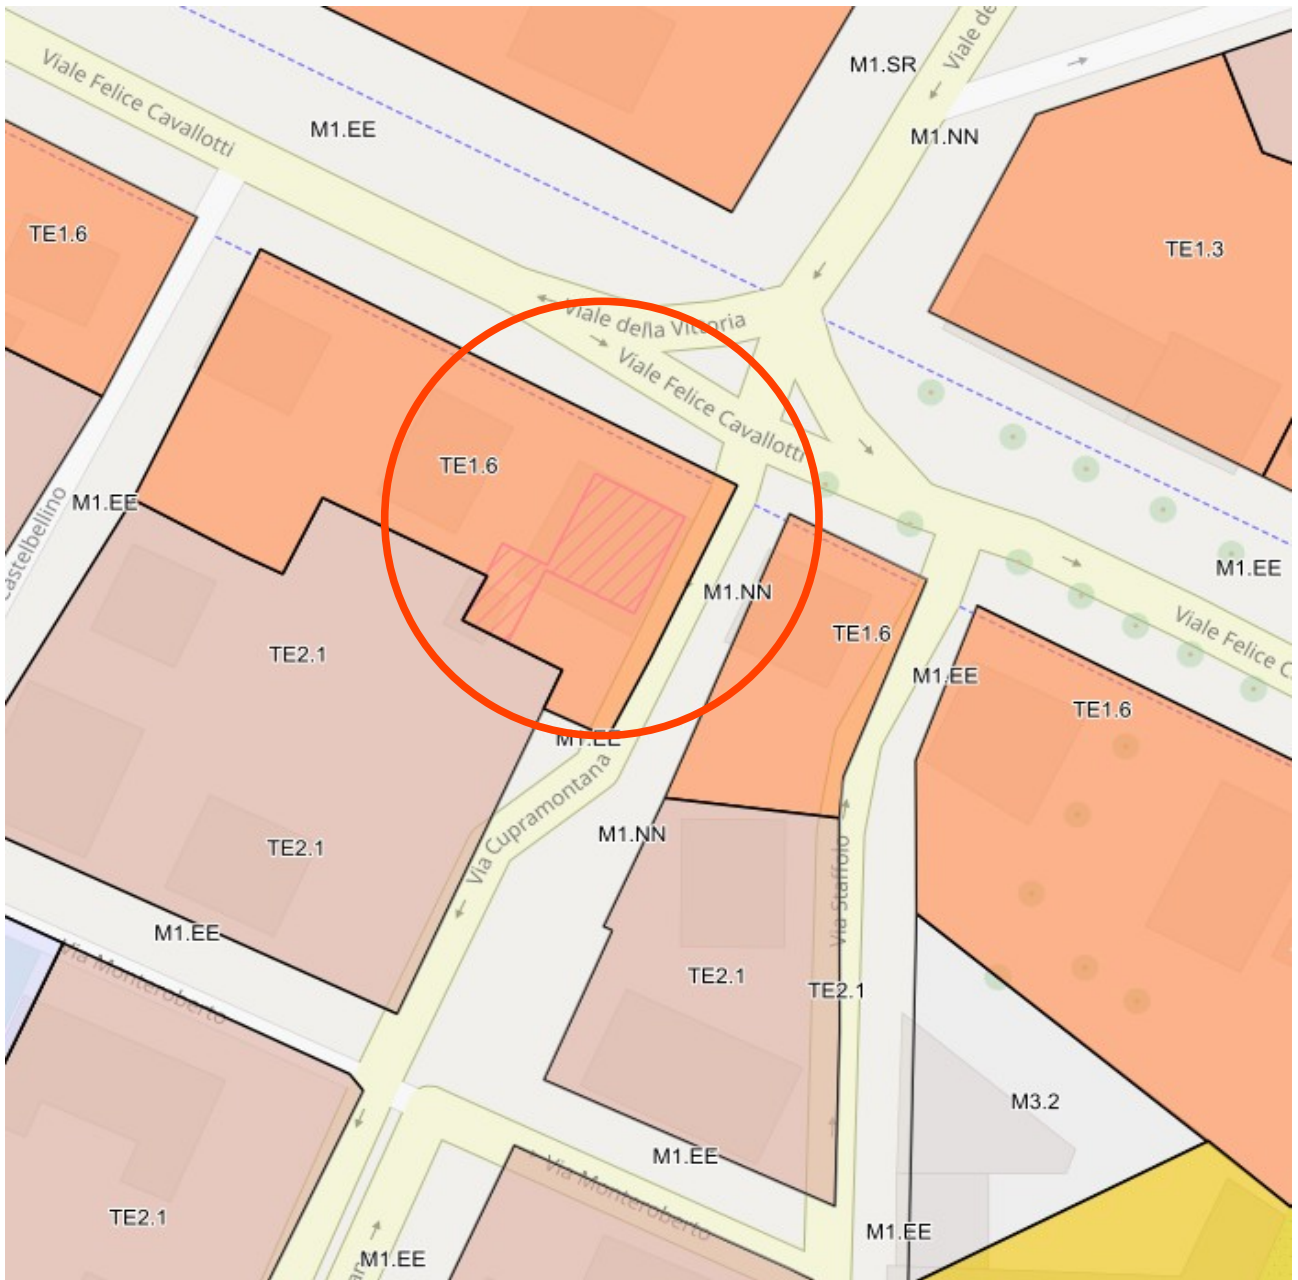 Viale de
M1.SR
Viale Felice Cavallotti
M1.EE
M1.NN
TE1.6
TE1.3
Viale della Vittoria
Viale Felice Cavallotti
TE1.6
M1.EE
Castelbellino
M1.EE
M1.NN
TE1.6
Viale Felice C
TE2.1
M1.EE
TE1.6
M1.EE
Via Cupramontana
M1.NN
TE2.1
Via Staffolo
M1.EE
Via Monteroberto
TE2.1
TE2.1
M3.2
M1.EE
Via Monteroberto
TE2.1
M1.EE
M1.EE